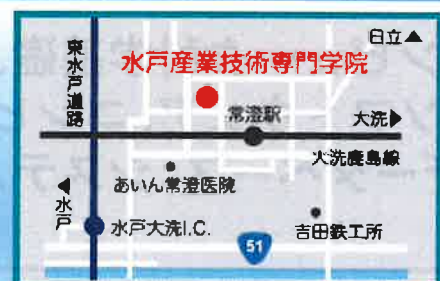 日立▲
東水戸道路
水戸産業技術専門学院
常澄駅
大洗▶
大洗鹿島線
あいん常澄医院
◀水戸
水戸大洗I.C.
吉田鉄工所
51